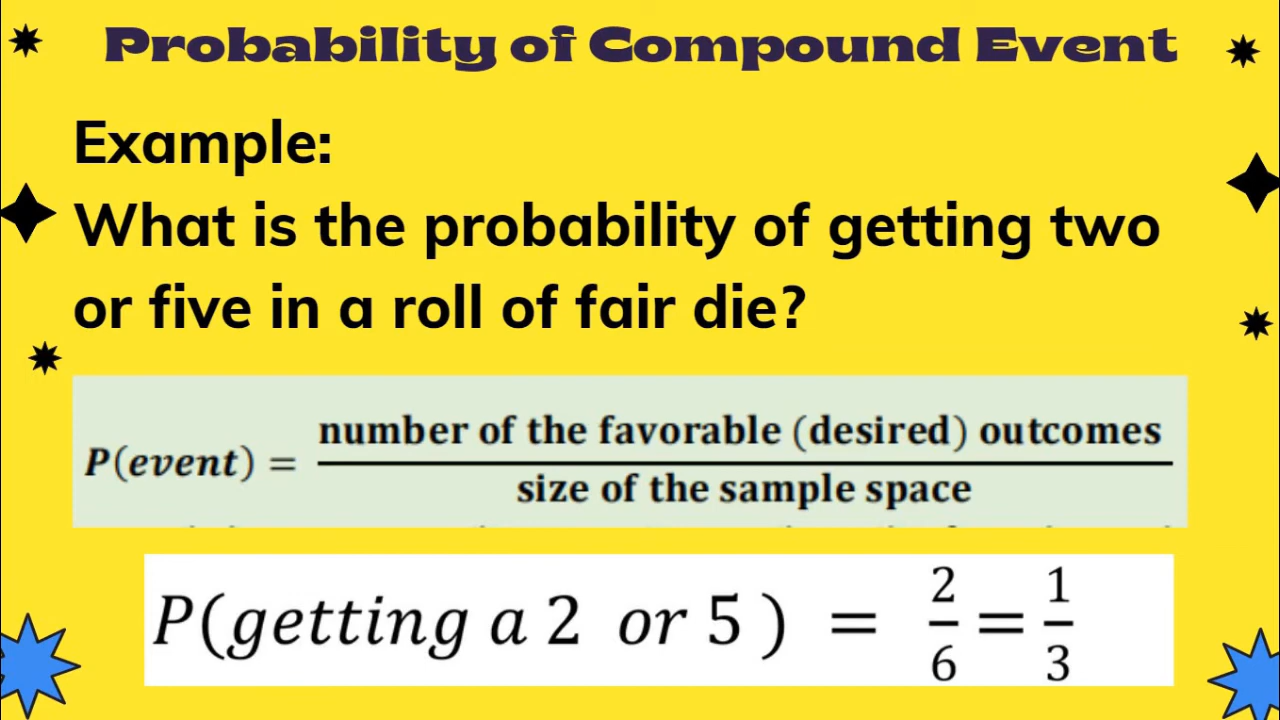 Probability of Compound Event
Example:
What is the probability of getting two
or five in a roll of fair die?
number of the favorable (desired) outcomes
P(event) =
size of the sample space
P(getting a 2 or 5 ) = 2/6 = 1/3